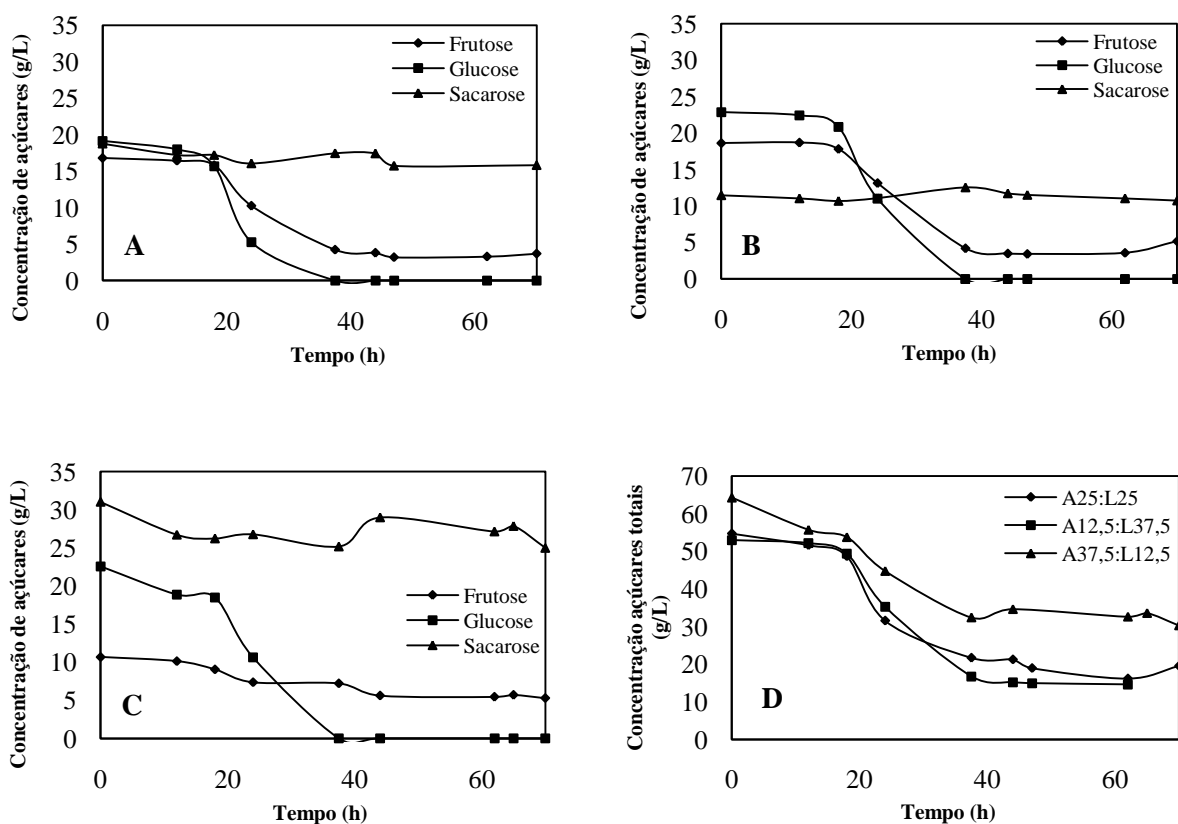 35
30
25
20
15
10
5
0
Concentração de açúcares (g/L)
Frutose
Glucose
Sacarose
A
0
20
40
60
Tempo (h)
35
30
25
20
15
10
5
0
Concentração de açúcares (g/L)
Frutose
Glucose
Sacarose
B
0
20
40
60
Tempo (h)
35
30
25
20
15
10
5
0
Concentração de açúcares (g/L)
Frutose
Glucose
Sacarose
C
0
20
40
60
Tempo (h)
70
60
50
40
30
20
10
0
Concentração açúcares totais
(g/L)
A25:L25
A12,5:L37,5
A37,5:L12,5
D
0
20
40
60
Tempo (h)